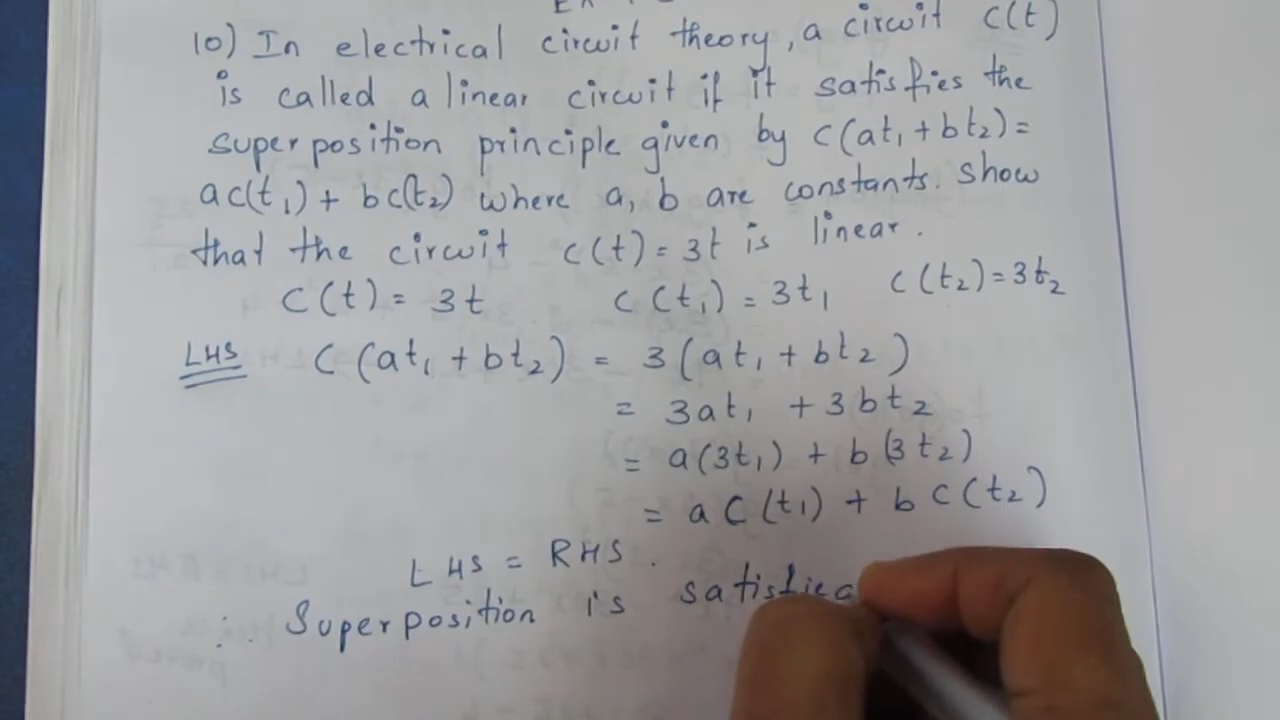 10) In electrical circuit theory, a circuit C(t)
is called a linear circuit if it satisfies the
superposition principle given by C(at₁ + bt₂) =
ac(t₁) + bc(t₂) where a, b are constants. Show
that the circuit c(t) = 3t is linear.
C(t) = 3t C(t₁) = 3t₁ C(t₂) = 3t₂
LHS C(at₁ + bt₂) = 3(at₁ + bt₂)
= 3at₁ + 3bt₂
= a(3t₁) + b(3t₂)
= a C(t₁) + b C(t₂)
LHS = RHS.
∴ Superposition is